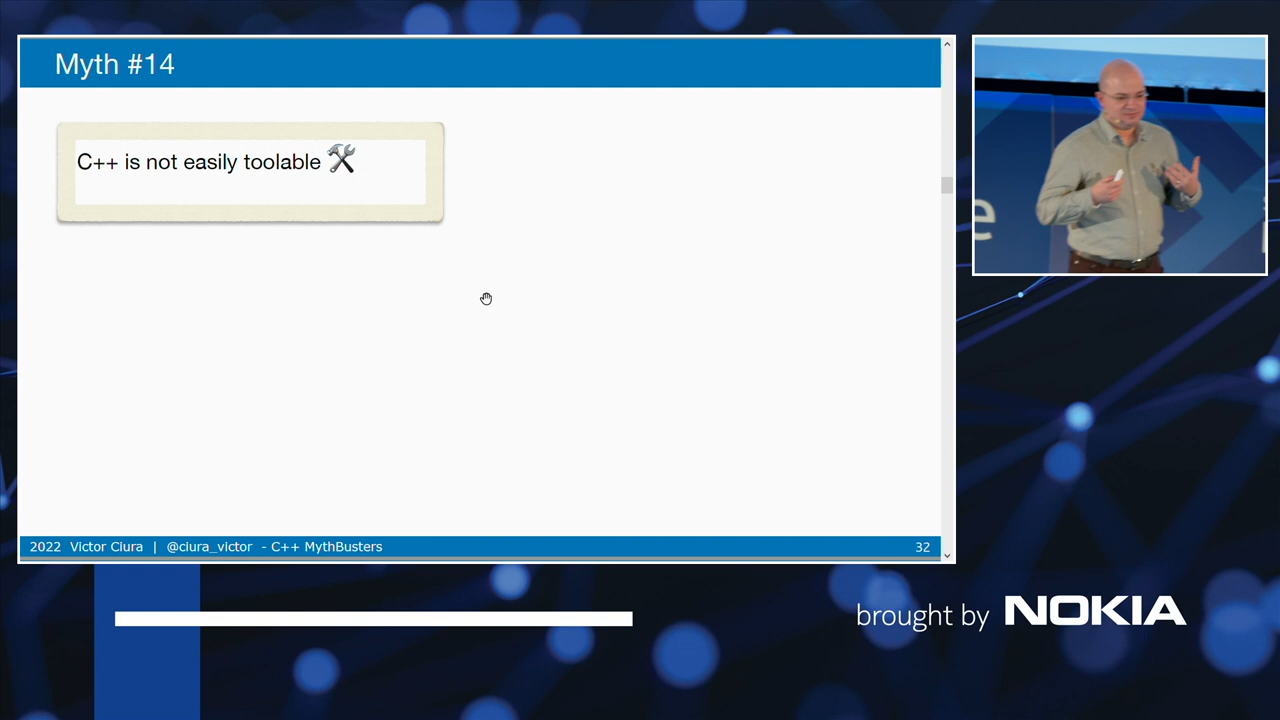 Myth #14
C++ is not easily toolable
2022 Victor Ciura | @ciura_victor - C++ MythBusters
32
e
brought by NOKIA